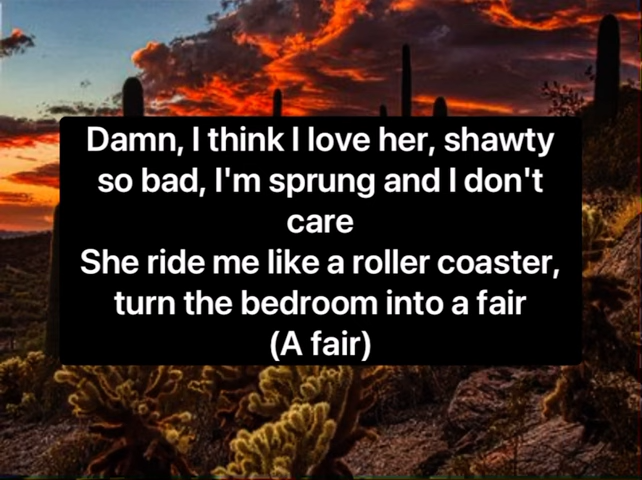 Damn, I think I love her, shawty
so bad, I'm sprung and I don't
care
She ride me like a roller coaster,
turn the bedroom into a fair
(A fair)